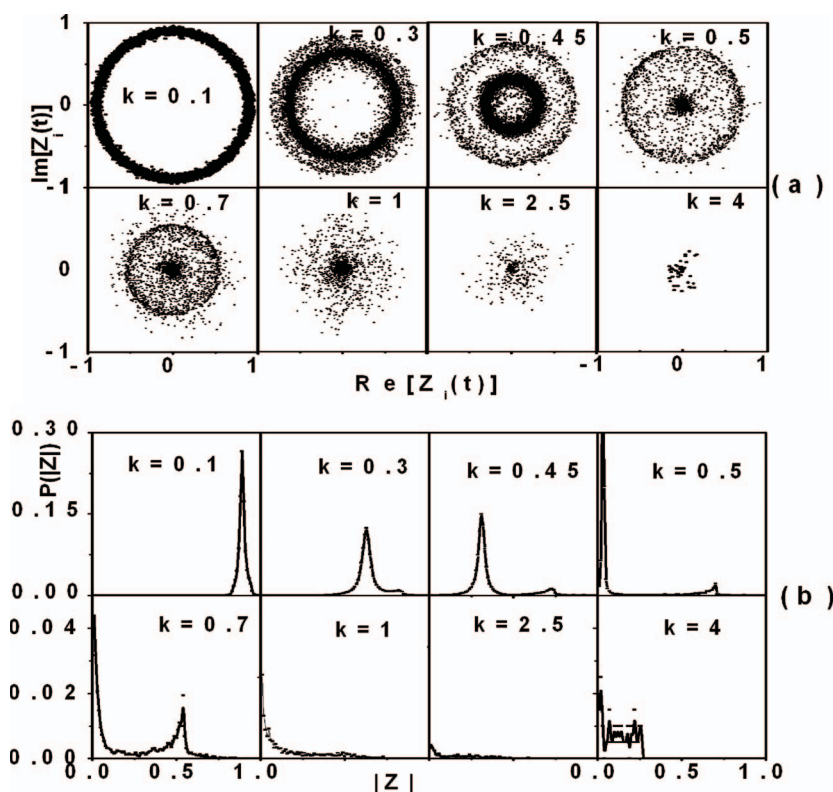 1
k = 0.3
k = 0.45
k = 0.5
k = 0.1
Im[Z_i(t)]
0
-1
(a)
k = 0.7
k = 1
k = 2.5
k = 4
0
-1
-1 0 1 -1 0 1
Re[Z_i(t)]
0.30
P(|Z|)
k = 0.1
k = 0.3
k = 0.45
k = 0.5
0.15
0.00
(b)
0.04
k = 0.7
k = 1
k = 2.5
k = 4
0.02
0.00
0.0 0.5 1.0 0.0 0.5 1.0
|Z|